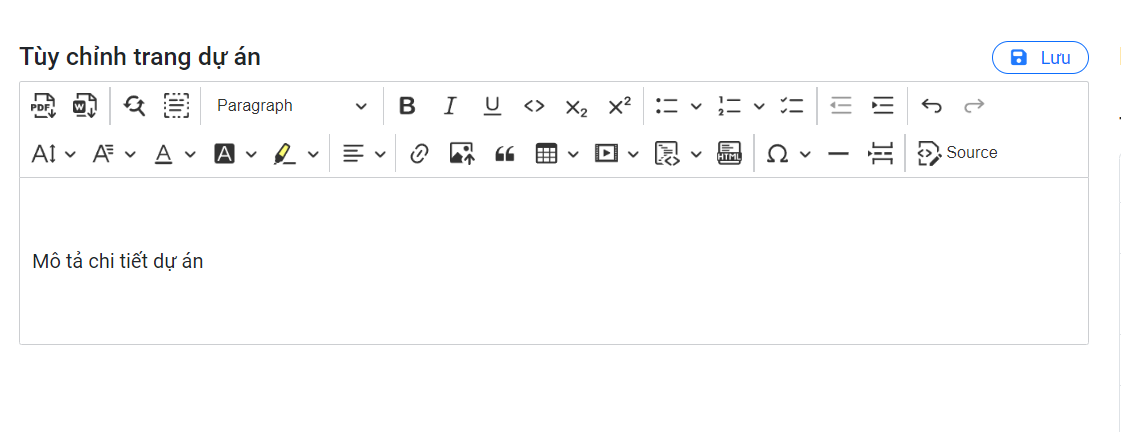 Tùy chỉnh trang dự án
Lưu
Paragraph
Source
Mô tả chi tiết dự án